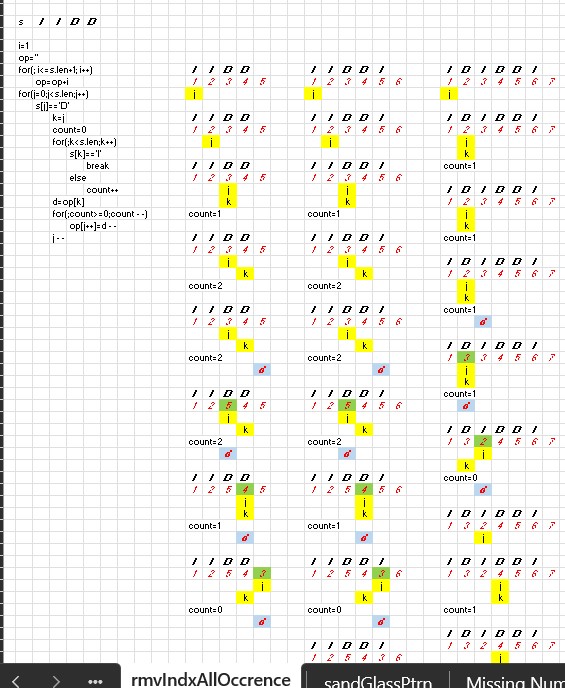 s I I D D
i=1
op=''
for(; i<=s.len+1; i++)
op=op+i
for(j=0;j<s.len;j++)
s[j]=='D'
k=j
count=0
for(;k<s.len;k++)
s[k]=='I'
break
else
count++
d=op[k]
for(;count>=0;count--)
op[j++]=d--
j--
I I D D
1 2 3 4 5
j
I I D D
1 2 3 4 5
j
I I D D
1 2 3 4 5
j
k
count=1
I I D D
1 2 3 4 5
j
k
count=2
I I D D
1 2 3 4 5
j
k
count=2
d
I I D D
1 2 5 4 5
j
k
count=2
d
I I D D
1 2 5 4 5
j
k
count=1
d
I I D D
1 2 5 4 3
j
k
count=0
d
I I D D I
1 2 3 4 5 6
j
I I D D I
1 2 3 4 5 6
j
I I D D I
1 2 3 4 5 6
j
k
count=1
I I D D I
1 2 3 4 5 6
j
k
count=2
I I D D I
1 2 3 4 5 6
j
k
count=2
d
I I D D I
1 2 5 4 5 6
j
k
count=2
d
I I D D I
1 2 5 4 5 6
j
k
count=1
d
I I D D I
1 2 5 4 3 6
j
k
count=0
d
I I D D I
1 2 5 4 3 6
I D I D D I
1 2 3 4 5 6 7
j
I D I D D I
1 2 3 4 5 6 7
j
k
count=1
I D I D D I
1 2 3 4 5 6 7
j
k
count=1
I D I D D I
1 2 3 4 5 6 7
j
k
count=1
d
I D I D D I
1 3 3 4 5 6 7
j
k
count=1
d
I D I D D I
1 3 2 4 5 6 7
j
k
count=0
d
I D I D D I
1 3 2 4 5 6 7
j
I D I D D I
1 3 2 4 5 6 7
j
k
count=1
I D I D D I
1 3 2 4 5 6 7
j
rmvIndxAllOccrence
sandGlassPtrn
Missing Num